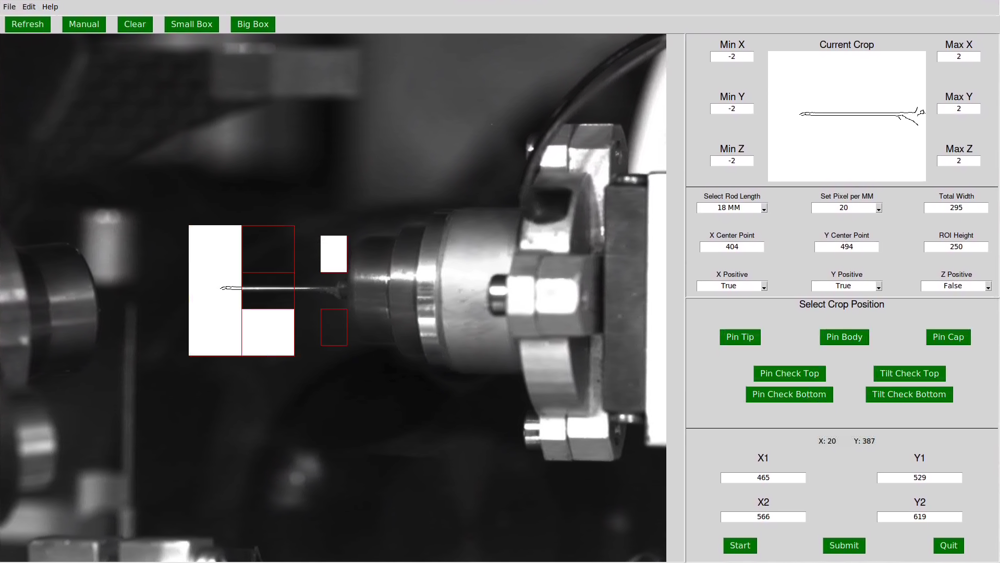 File Edit Help
Refresh Manual Clear Small Box Big Box
Min X Current Crop Max X
-2 2
Min Y Max Y
-2 2
Min Z Max Z
-2 2
Select Rod Length Set Pixel per MM Total Width
18 MM 20 295
X Center Point Y Center Point ROI Height
404 494 250
X Positive Y Positive Z Positive
True True False
Select Crop Position
Pin Tip Pin Body Pin Cap
Pin Check Top Tilt Check Top
Pin Check Bottom Tilt Check Bottom
X: 20 Y: 387
X1 Y1
465 529
X2 Y2
566 619
Start Submit Quit